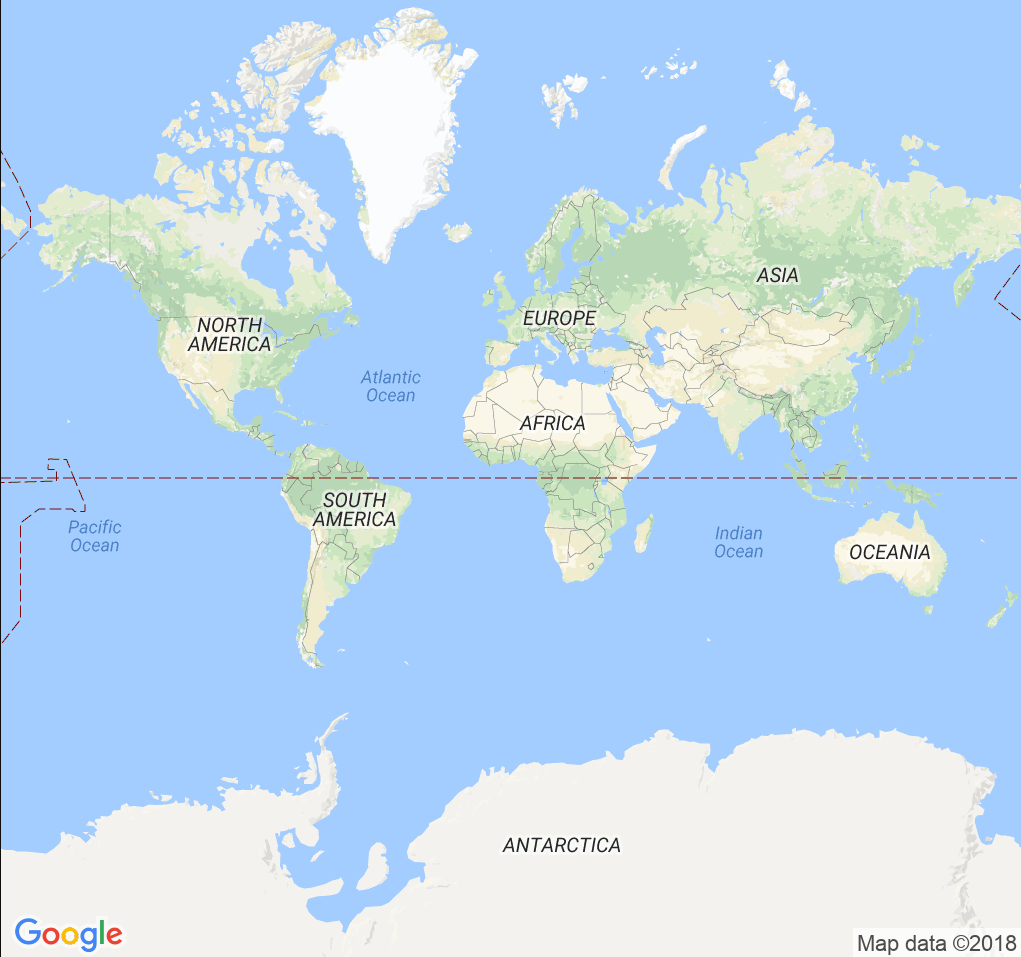 ASIA
EUROPE
NORTH
AMERICA
Atlantic
Ocean
AFRICA
SOUTH
AMERICA
Pacific
Ocean
Indian
Ocean
OCEANIA
ANTARCTICA
Google
Map data ©2018